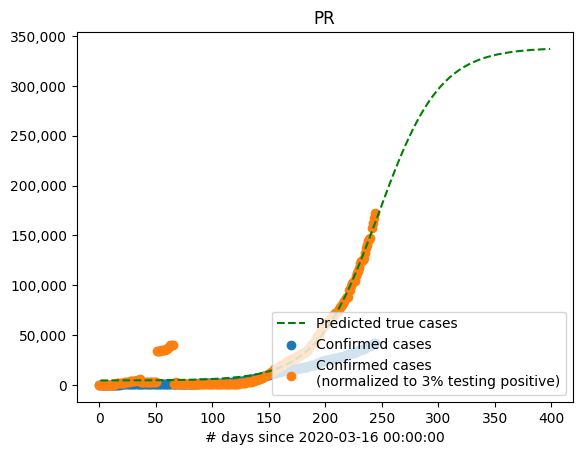 PR
350,000
300,000
250,000
200,000
150,000
100,000
50,000
0
Predicted true cases
Confirmed cases
Confirmed cases
(normalized to 3% testing positive)
0 50 100 150 200 250 300 350 400
# days since 2020-03-16 00:00:00